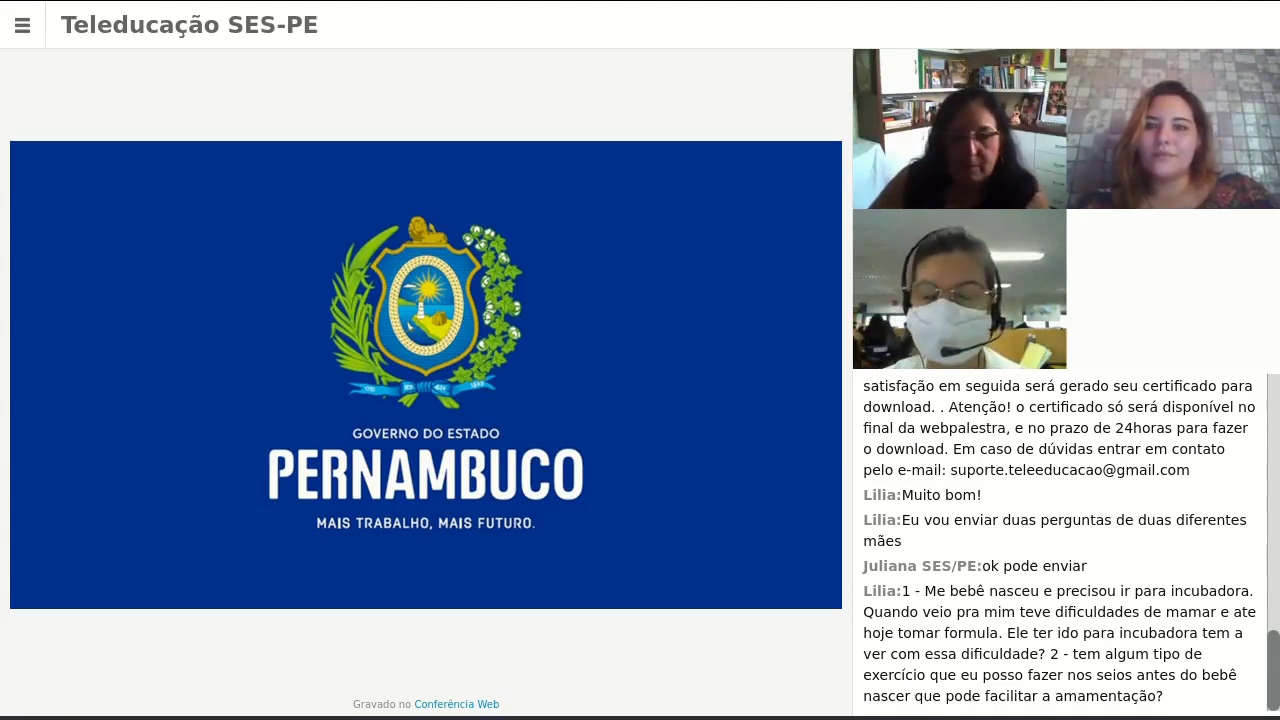 Teleducação SES-PE
GOVERNO DO ESTADO
PERNAMBUCO
MAIS TRABALHO, MAIS FUTURO.
Gravado no Conferência Web
satisfação em seguida será gerado seu certificado para
download. . Atenção! o certificado só será disponível no
final da webpalestra, e no prazo de 24horas para fazer
o download. Em caso de dúvidas entrar em contato
pelo e-mail: suporte.teleeducacao@gmail.com
Lilia:Muito bom!
Lilia:Eu vou enviar duas perguntas de duas diferentes
mães
Juliana SES/PE:ok pode enviar
Lilia:1 - Me bebê nasceu e precisou ir para incubadora.
Quando veio pra mim teve dificuldades de mamar e ate
hoje tomar formula. Ele ter ido para incubadora tem a
ver com essa dificuldade? 2 - tem algum tipo de
exercício que eu posso fazer nos seios antes do bebê
nascer que pode facilitar a amamentação?